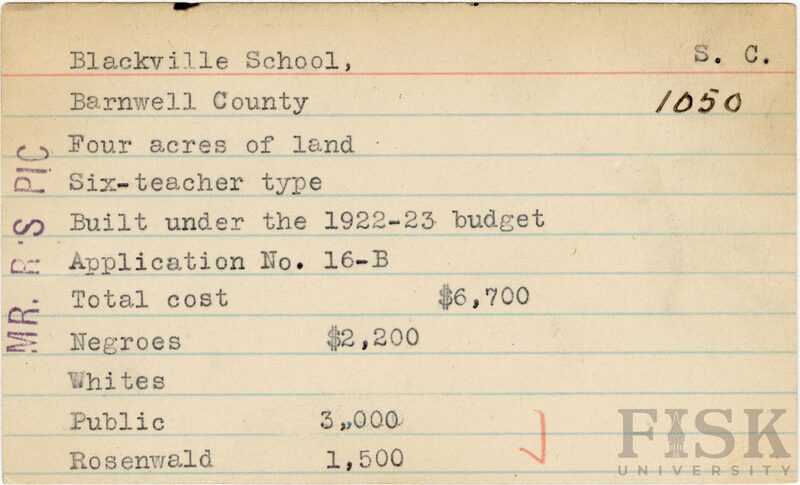 Blackville School, S. C.
Barnwell County 1050
Four acres of land
Six-teacher type
Built under the 1922-23 budget
Application No. 16-B
Total cost $6,700
Negroes $2,200
Whites
Public 3,000
Rosenwald 1,500
MR. R'S PIC
FISK
UNIVERSITY